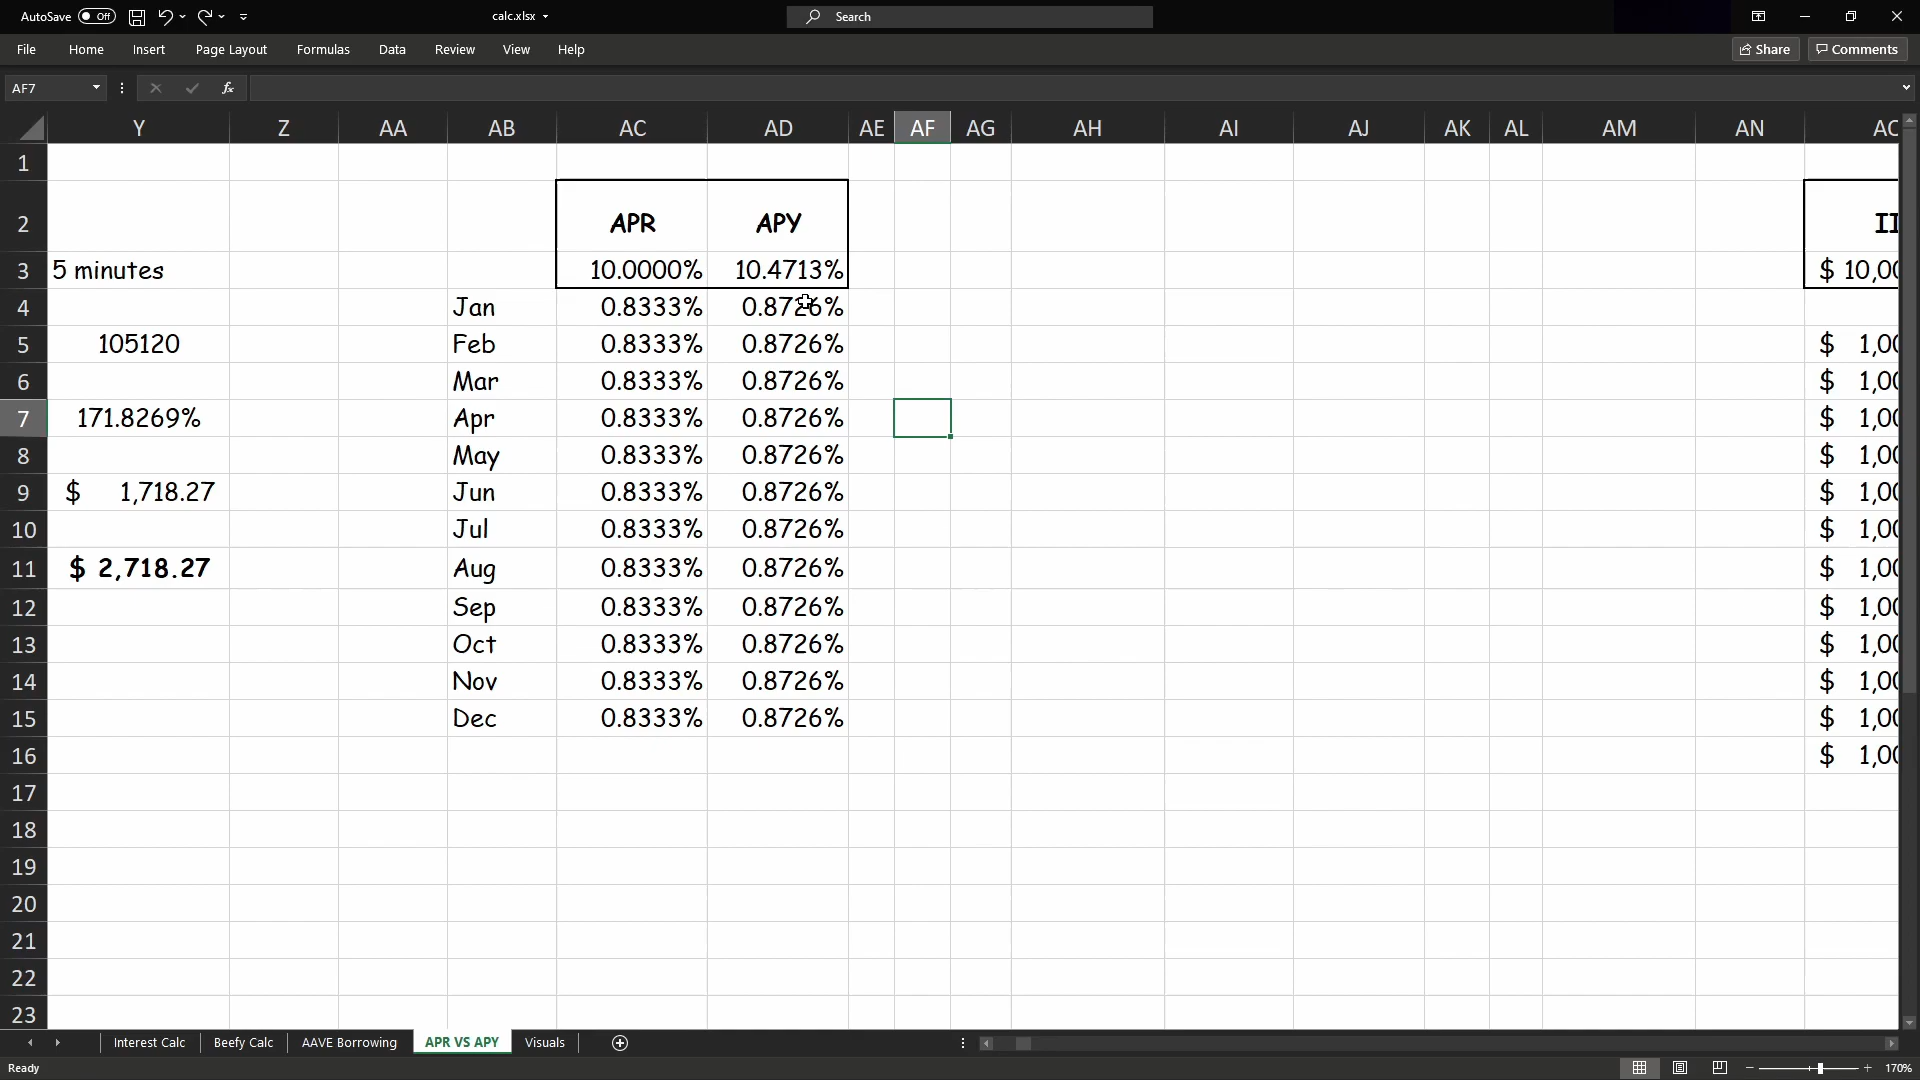 AutoSave Off calc.xlsx Search
File Home Insert Page Layout Formulas Data Review View Help Share Comments
AF7 fx
Y Z AA AB AC AD AE AF AG AH AI AJ AK AL AM AN
1
2 APR APY
3 5 minutes 10.0000% 10.4713% $ 10,00
4 Jan 0.8333% 0.8726%
5 105120 Feb 0.8333% 0.8726% $ 1,00
6 Mar 0.8333% 0.8726% $ 1,00
7 171.8269% Apr 0.8333% 0.8726% $ 1,00
8 May 0.8333% 0.8726% $ 1,00
9 $ 1,718.27 Jun 0.8333% 0.8726% $ 1,00
10 Jul 0.8333% 0.8726% $ 1,00
11 $ 2,718.27 Aug 0.8333% 0.8726% $ 1,00
12 Sep 0.8333% 0.8726% $ 1,00
13 Oct 0.8333% 0.8726% $ 1,00
14 Nov 0.8333% 0.8726% $ 1,00
15 Dec 0.8333% 0.8726% $ 1,00
16 $ 1,00
17
18
19
20
21
22
23
Interest Calc Beefy Calc AAVE Borrowing APR VS APY Visuals
Ready 170%